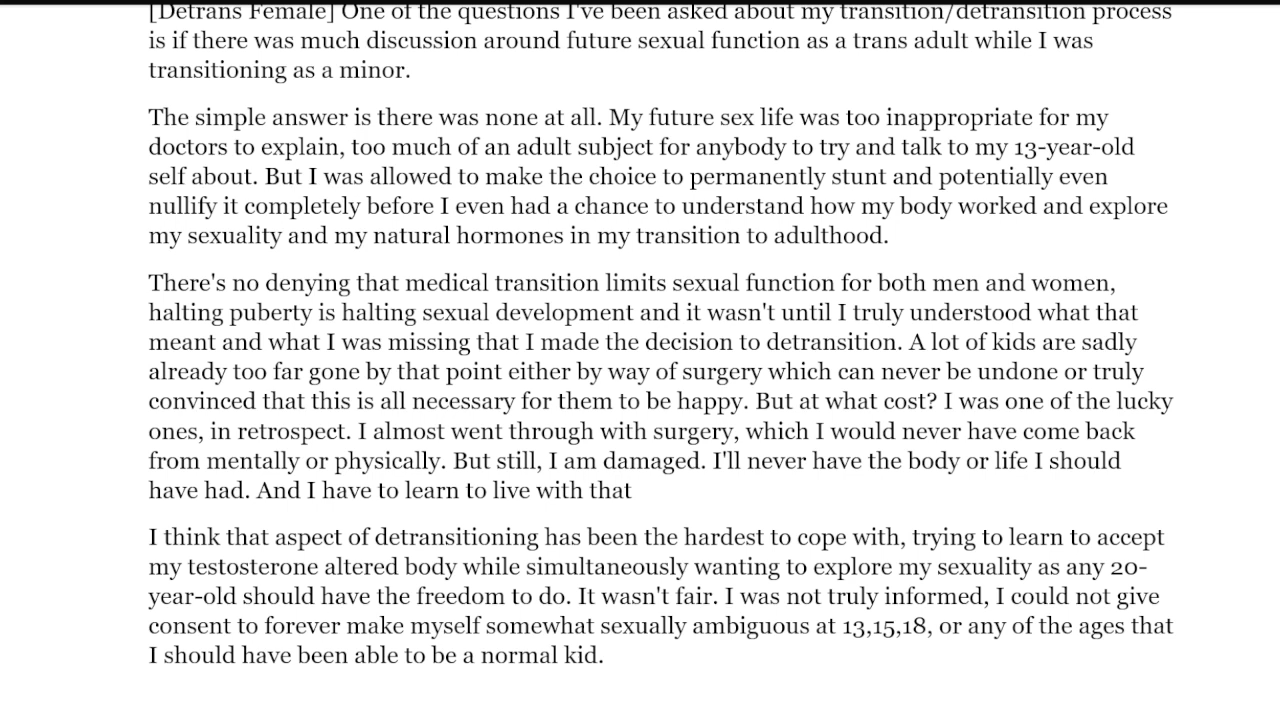 [Detrans Female] One of the questions I've been asked about my transition/detransition process
is if there was much discussion around future sexual function as a trans adult while I was
transitioning as a minor.
The simple answer is there was none at all. My future sex life was too inappropriate for my
doctors to explain, too much of an adult subject for anybody to try and talk to my 13-year-old
self about. But I was allowed to make the choice to permanently stunt and potentially even
nullify it completely before I even had a chance to understand how my body worked and explore
my sexuality and my natural hormones in my transition to adulthood.
There's no denying that medical transition limits sexual function for both men and women,
halting puberty is halting sexual development and it wasn't until I truly understood what that
meant and what I was missing that I made the decision to detransition. A lot of kids are sadly
already too far gone by that point either by way of surgery which can never be undone or truly
convinced that this is all necessary for them to be happy. But at what cost? I was one of the lucky
ones, in retrospect. I almost went through with surgery, which I would never have come back
from mentally or physically. But still, I am damaged. I'll never have the body or life I should
have had. And I have to learn to live with that
I think that aspect of detransitioning has been the hardest to cope with, trying to learn to accept
my testosterone altered body while simultaneously wanting to explore my sexuality as any 20-
year-old should have the freedom to do. It wasn't fair. I was not truly informed, I could not give
consent to forever make myself somewhat sexually ambiguous at 13,15,18, or any of the ages that
I should have been able to be a normal kid.